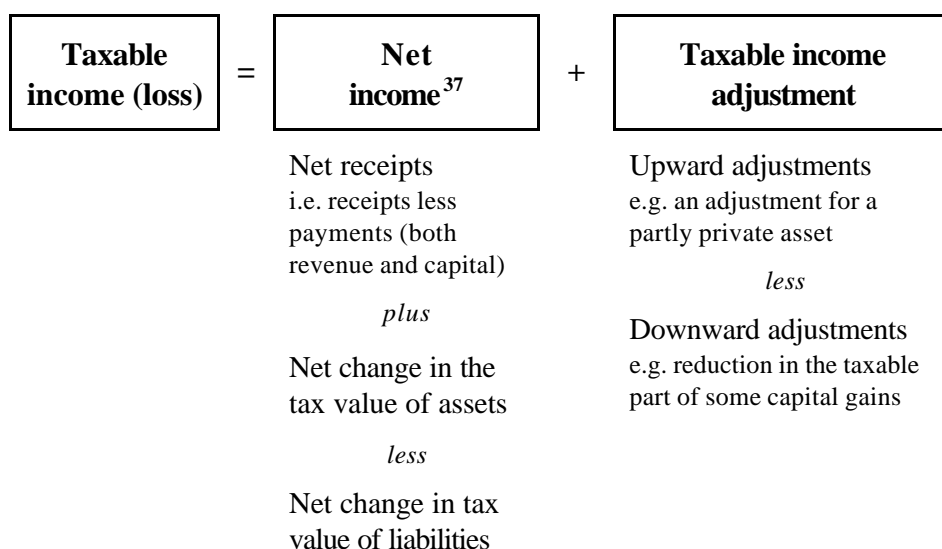 Taxable
income (loss)
=
Net
income 37
+
Taxable income
adjustment
Net receipts
i.e. receipts less
payments (both
revenue and capital)
plus
Net change in the
tax value of assets
less
Net change in tax
value of liabilities
Upward adjustments
e.g. an adjustment for a
partly private asset
less
Downward adjustments
e.g. reduction in the taxable
part of some capital gains